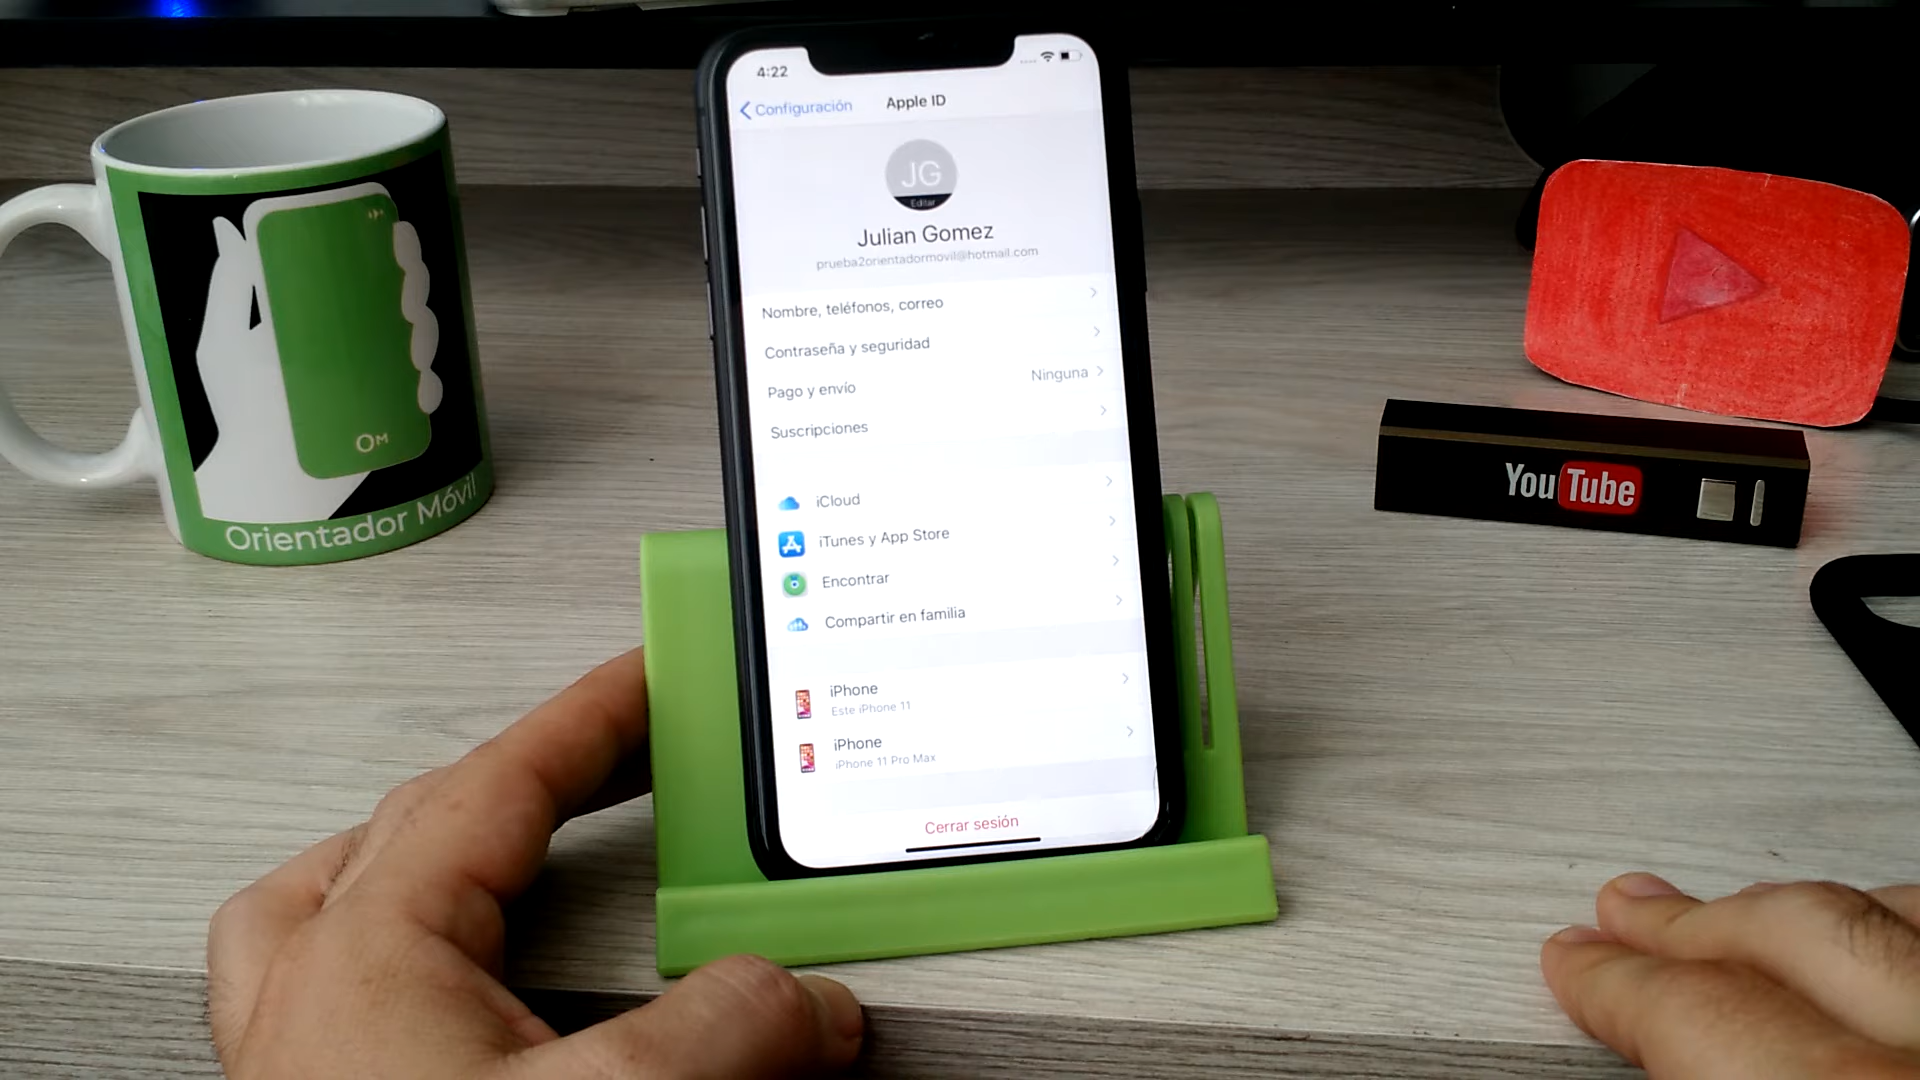 4:22
Configuración
Apple ID
JG
Editar
Julian Gomez
prueba2orientadormovil@hotmail.com
Nombre, teléfonos, correo
Contraseña y seguridad
Pago y envío
Ninguna
Suscripciones
iCloud
iTunes y App Store
Encontrar
Compartir en familia
iPhone
Este iPhone 11
iPhone
iPhone 11 Pro Max
Cerrar sesión
OM
Orientador Móvil
YouTube